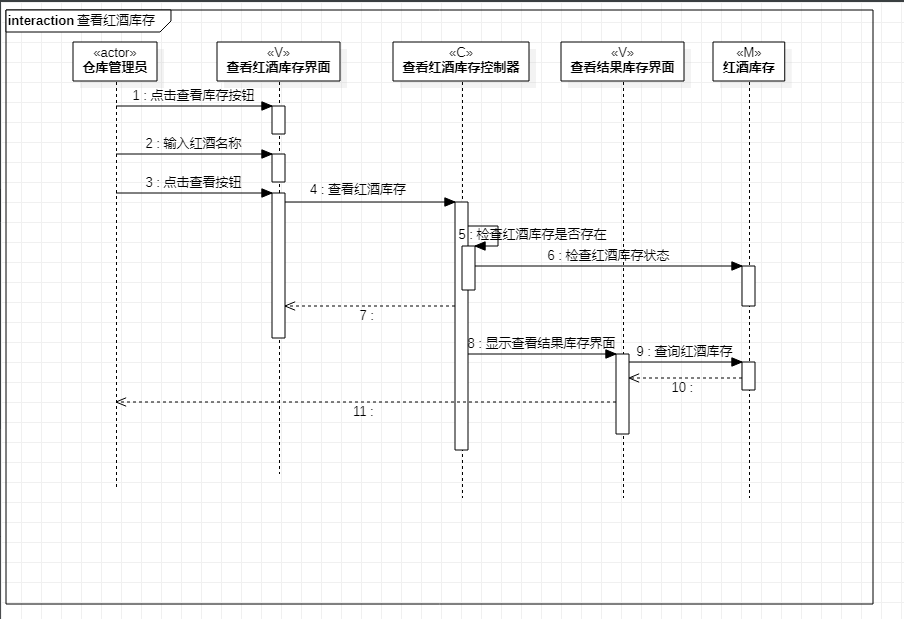 interaction 查看红酒库存
«actor»
仓库管理员
«V»
查看红酒库存界面
«C»
查看红酒库存控制器
«V»
查看结果库存界面
«M»
红酒库存
1 : 点击查看库存按钮
2 : 输入红酒名称
3 : 点击查看按钮
4 : 查看红酒库存
5 : 检查红酒库存是否存在
6 : 检查红酒库存状态
7 :
8 : 显示查看结果库存界面
9 : 查询红酒库存
10 :
11 :